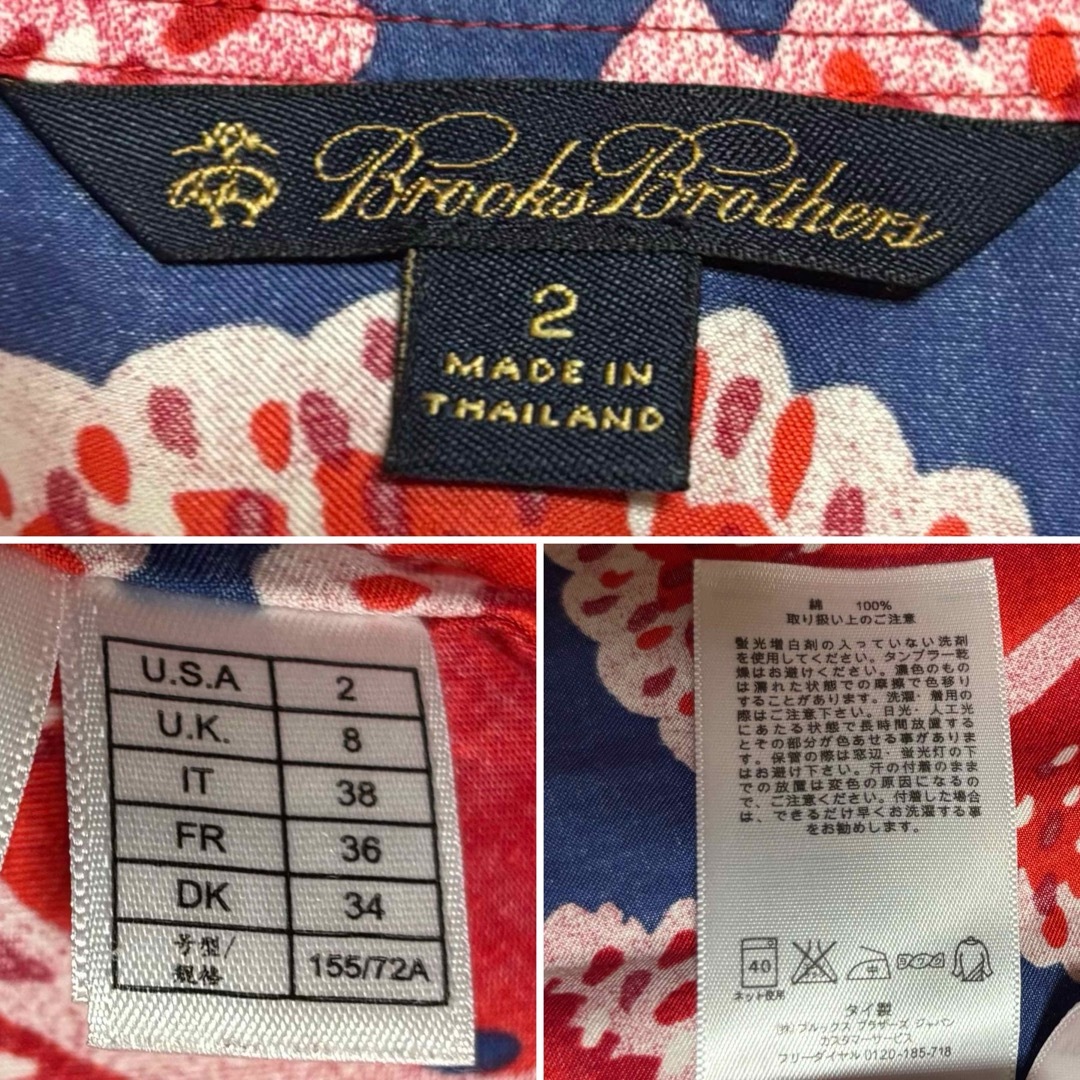 Brooks Brothers
2
MADE IN
THAILAND
U.S.A 2
U.K. 8
IT 38
FR 36
DK 34
号型/
规格 155/72A
綿 100%
取り扱い上のご注意
蛍光増白剤の入っていない洗剤
を使用してください。タンブラー乾
燥はお避けください。濃色のもの
は濡れた状態での摩擦で色移り
することがあります。洗濯・着用の
際はご注意下さい。日光・人工光
にあたる状態で長時間放置する
とその部分が色あせる事がありま
す。保管の際は窓辺・蛍光灯の下
はお避け下さい。汗の付着のまま
での放置は変色の原因になるの
で、ご注意ください。付着した場合
は、できるだけ早くお洗濯する事
をお勧めします。
40
中
ネット使用
タイ製
(株)ブルックス ブラザーズ ジャパン
カスタマーサービス
フリーダイヤル 0120-185-718